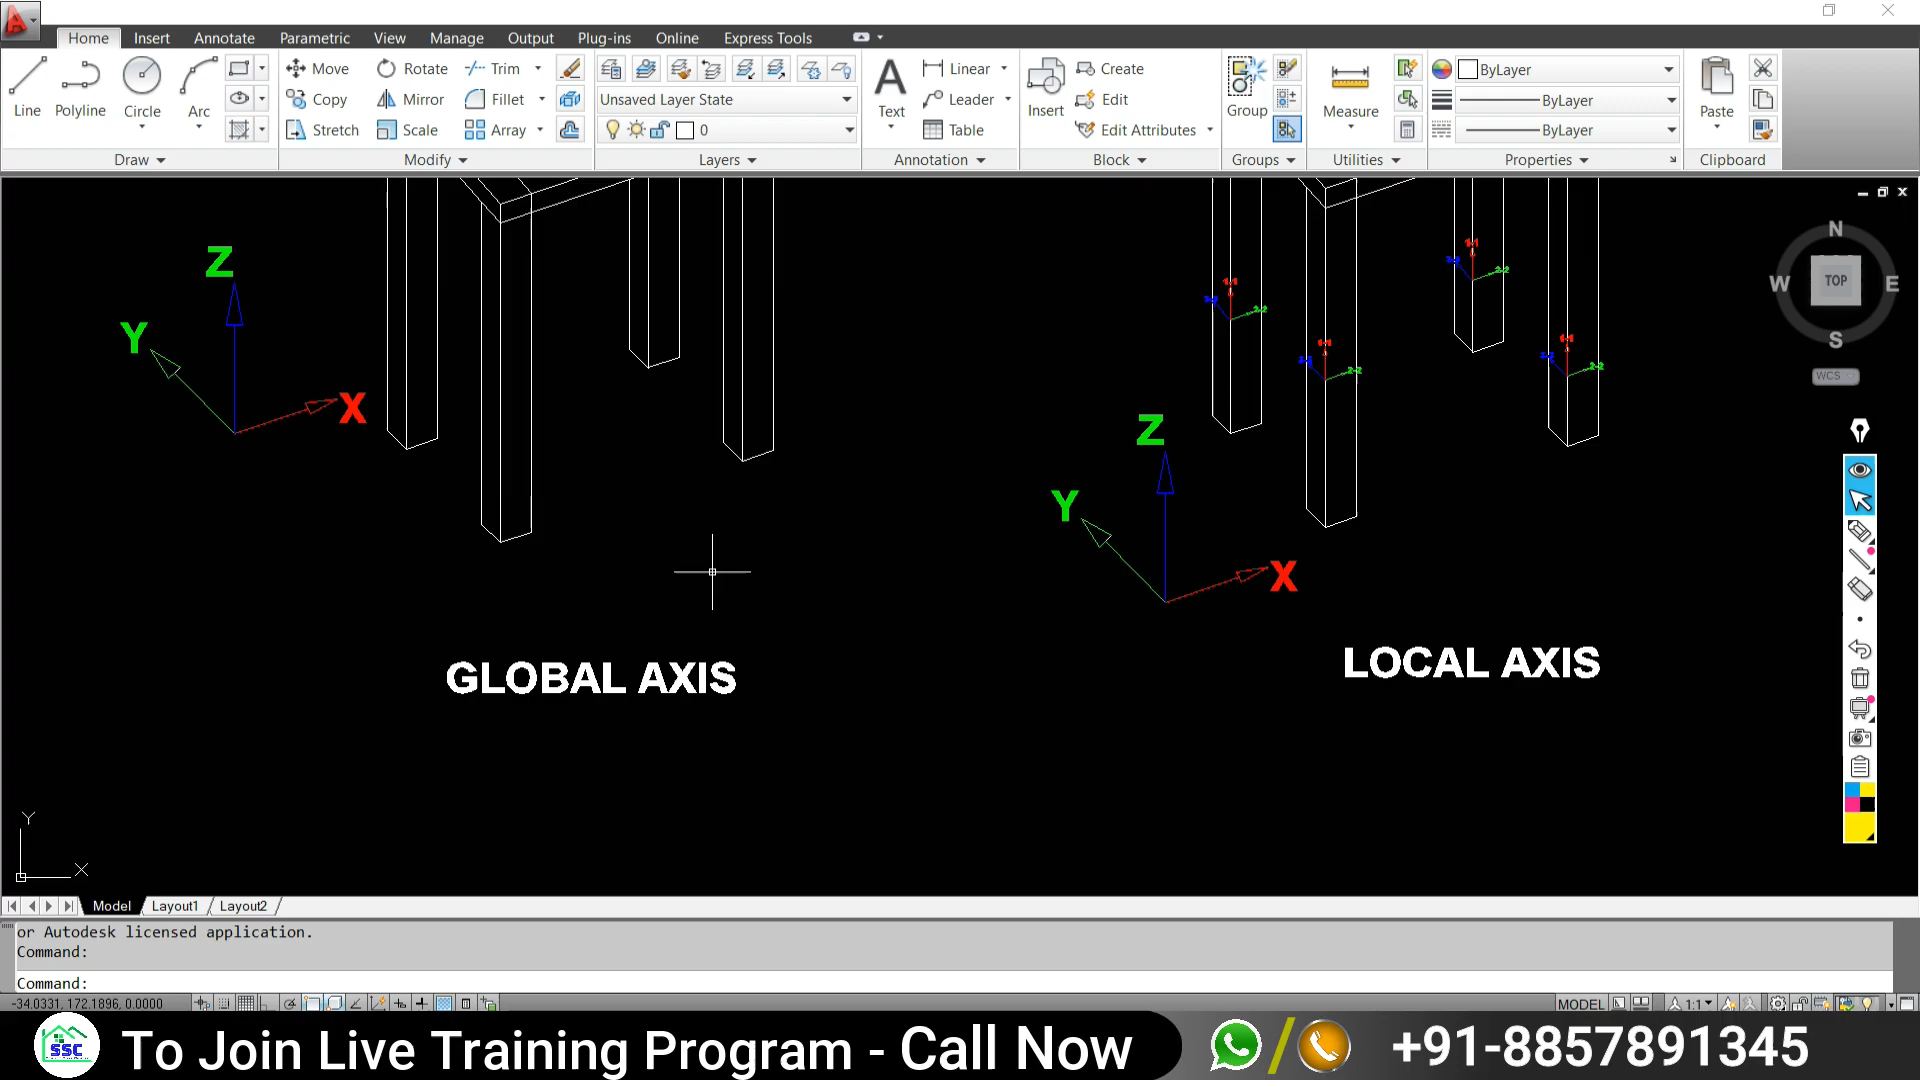 Home Insert Annotate Parametric View Manage Output Plug-ins Online Express Tools
Line Polyline Circle Arc
Move Rotate Trim
Copy Mirror Fillet
Stretch Scale Array
Unsaved Layer State
0
Text
Linear
Leader
Table
Insert
Create
Edit
Edit Attributes
Group
Measure
ByLayer
ByLayer
ByLayer
Paste
Draw Modify Layers Annotation Block Groups Utilities Properties Clipboard
N
W TOP E
S
WCS
Z
Y
X
Z
Y
X
GLOBAL AXIS
LOCAL AXIS
Y
X
Model Layout1 Layout2
or Autodesk licensed application.
Command:
Command:
-34.0331, 172.1896, 0.0000
MODEL 1:1
SSC
To Join Live Training Program - Call Now / +91-8857891345